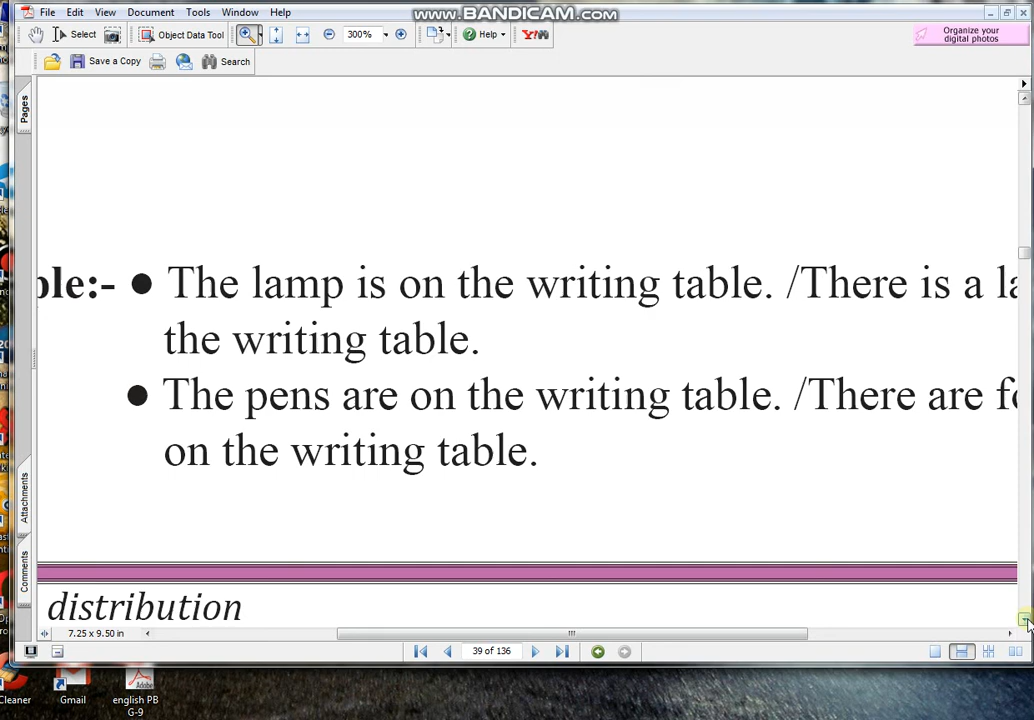 www.BANDICAM.com
File Edit View Document Tools Window Help
Select Object Data Tool 300% Help Y!
Organize your
digital photos
Save a Copy Search
Pages
ple:- ● The lamp is on the writing table. /There is a la
the writing table.
● The pens are on the writing table. /There are fo
on the writing table.
Attachments
Comments
distribution
7.25 x 9.50 in
39 of 136
Cleaner Gmail english PB
G-9
Adobe